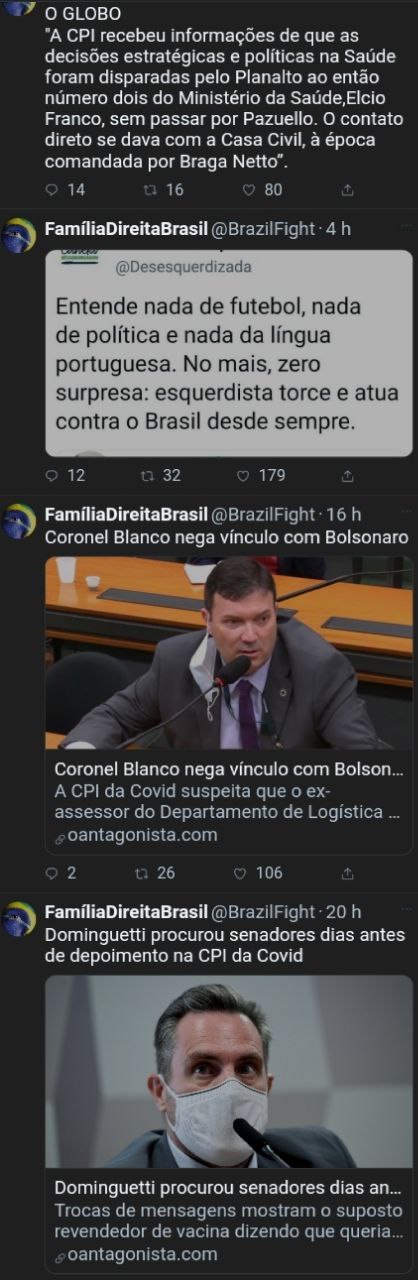 O GLOBO
"A CPI recebeu informações de que as
decisões estratégicas e políticas na Saúde
foram disparadas pelo Planalto ao então
número dois do Ministério da Saúde,Elcio
Franco, sem passar por Pazuello. O contato
direto se dava com a Casa Civil, à época
comandada por Braga Netto”.
14 16 80
FamíliaDireitaBrasil @BrazilFight · 4 h
@Desesquerdizada
Entende nada de futebol, nada
de política e nada da língua
portuguesa. No mais, zero
surpresa: esquerdista torce e atua
contra o Brasil desde sempre.
12 32 179
FamíliaDireitaBrasil @BrazilFight · 16 h
Coronel Blanco nega vínculo com Bolsonaro
Coronel Blanco nega vínculo com Bolson...
A CPI da Covid suspeita que o ex-
assessor do Departamento de Logística ...
oantagonista.com
2 26 106
FamíliaDireitaBrasil @BrazilFight · 20 h
Dominguetti procurou senadores dias antes
de depoimento na CPI da Covid
Dominguetti procurou senadores dias an...
Trocas de mensagens mostram o suposto
revendedor de vacina dizendo que queria...
oantagonista.com